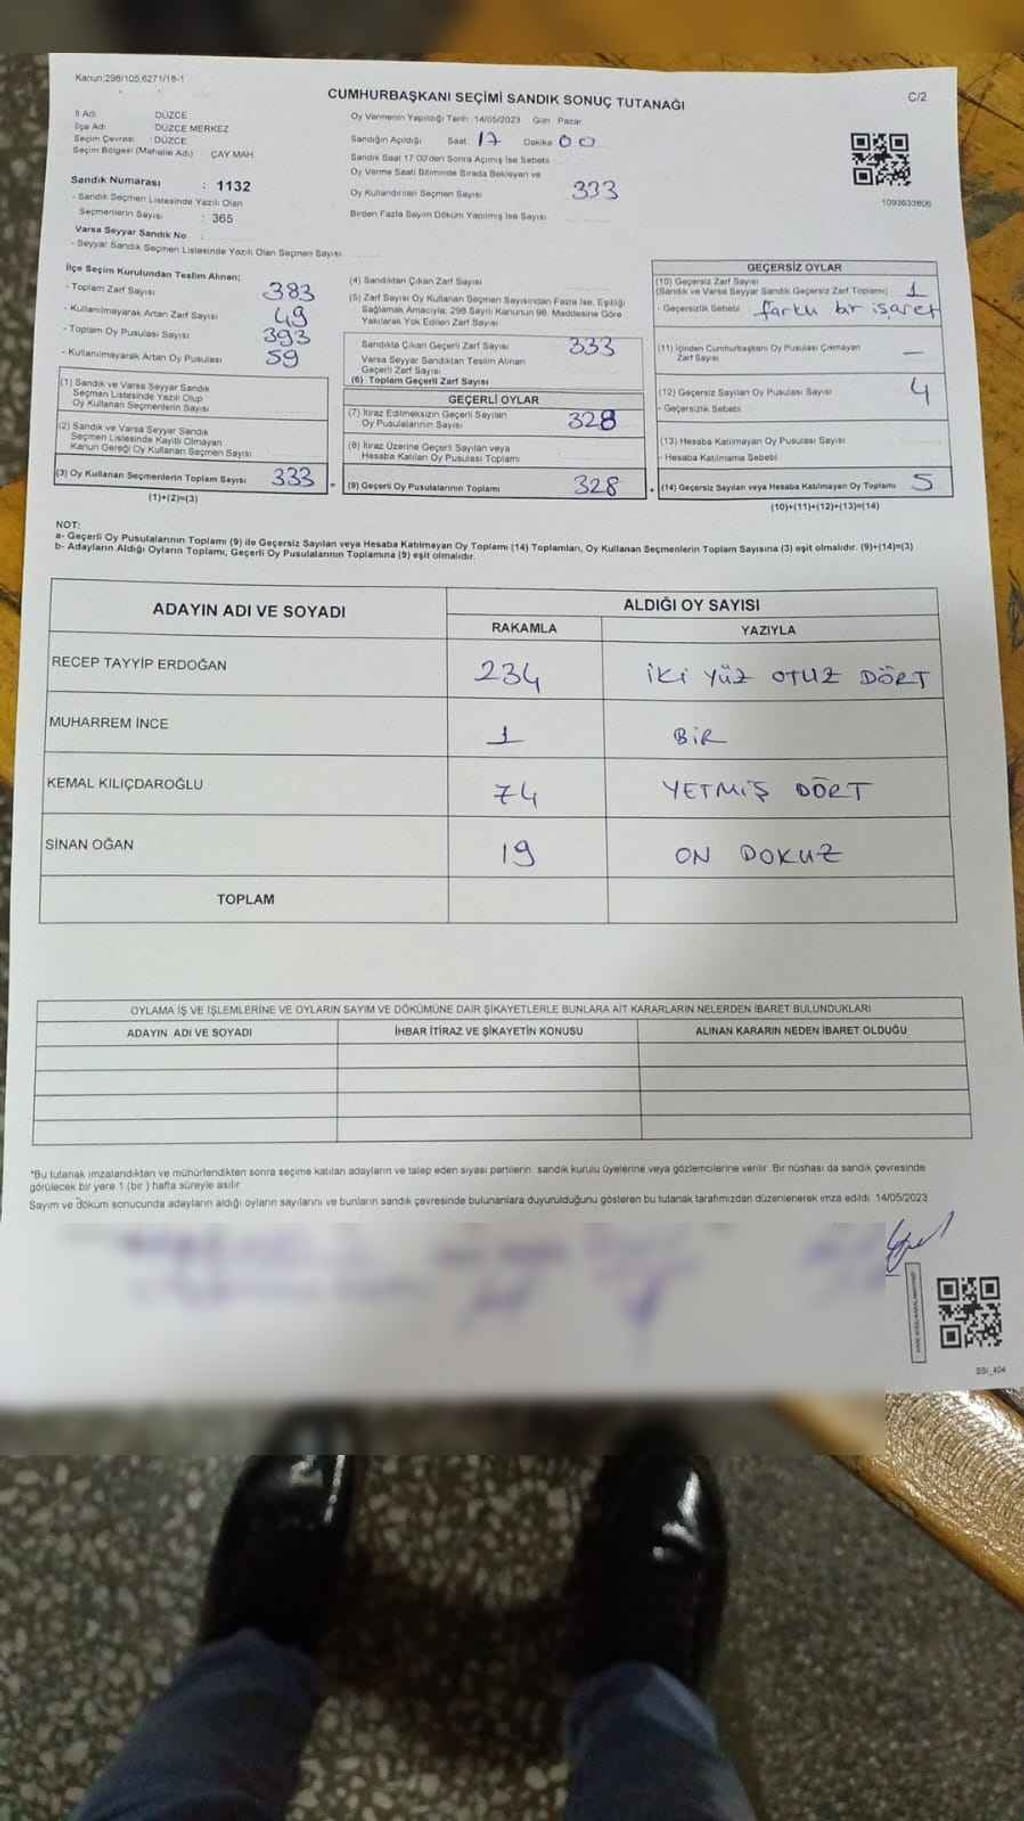 Kanun:298/105,6271/18-1
CUMHURBAŞKANI SEÇİMİ SANDIK SONUÇ TUTANAĞI
C/2
İl Adı : DÜZCE
İlçe Adı : DÜZCE MERKEZ
Seçim Çevresi : DÜZCE
Seçim Bölgesi (Mahalle Adı) : ÇAY MAH.
Sandık Numarası : 1132
- Sandık Seçmen Listesinde Yazılı Olan
Seçmenlerin Sayısı : 365
Varsa Seyyar Sandık No
- Seyyar Sandık Seçmen Listesinde Yazılı Olan Seçmen Sayısı
Oy Vermenin Yapıldığı Tarih: 14/05/2023 Gün: Pazar
Sandığın Açıldığı Saat: 17 Dakika 00
Sandık Saat 17.00'den Sonra Açılmış İse Sebebi
Oy Verme Saati Bitiminde Sırada Bekleyen ve
Oy Kullandırılan Seçmen Sayısı 333
Birden Fazla Sayım Döküm Yapılmış İse Sayısı
1093633606
İlçe Seçim Kurulundan Teslim Alınan;
- Toplam Zarf Sayısı 383
- Kullanılmayarak Artan Zarf Sayısı 49
- Toplam Oy Pusulası Sayısı 393
- Kullanılmayarak Artan Oy Pusulası 59
(1) Sandık ve Varsa Seyyar Sandık
Seçmen Listesinde Yazılı Olup
Oy Kullanan Seçmenlerin Sayısı
(2) Sandık ve Varsa Seyyar Sandık
Seçmen Listesinde Kayıtlı Olmayan
Kanun Gereği Oy Kullanan Seçmen Sayısı
(3) Oy Kullanan Seçmenlerin Toplam Sayısı 333
(1)+(2)=(3)
(4) Sandıktan Çıkan Zarf Sayısı
(5) Zarf Sayısı Oy Kullanan Seçmen Sayısından Fazla İse, Eşitliği
Sağlamak Amacıyla; 298 Sayılı Kanunun 98. Maddesine Göre
Yakılarak Yok Edilen Zarf Sayısı
Sandıkta Çıkan Geçerli Zarf Sayısı 333
Varsa Seyyar Sandıktan Teslim Alınan
Geçerli Zarf Sayısı
(6) Toplam Geçerli Zarf Sayısı
GEÇERLİ OYLAR
(7) İtiraz Edilmeksizin Geçerli Sayılan
Oy Pusulalarının Sayısı 328
(8) İtiraz Üzerine Geçerli Sayılan veya
Hesaba Katılan Oy Pusulası Toplamı
(9) Geçerli Oy Pusulalarının Toplamı 328
GEÇERSİZ OYLAR
(10) Geçersiz Zarf Sayısı
(Sandık ve Varsa Seyyar Sandık Geçersiz Zarf Toplamı) 1
- Geçersizlik Sebebi farklı bir işaret
(11) İçinden Cumhurbaşkanı Oy Pusulası Çıkmayan
Zarf Sayısı —
(12) Geçersiz Sayılan Oy Pusulası Sayısı 4
- Geçersizlik Sebebi
(13) Hesaba Katılmayan Oy Pusulası Sayısı
- Hesaba Katılmama Sebebi
(14) Geçersiz Sayılan veya Hesaba Katılmayan Oy Toplamı 5
(10)+(11)+(12)+(13)=(14)
NOT:
a- Geçerli Oy Pusulalarının Toplamı (9) ile Geçersiz Sayılan veya Hesaba Katılmayan Oy Toplamı (14) Toplamları, Oy Kullanan Seçmenlerin Toplam Sayısına (3) eşit olmalıdır. (9)+(14)=(3)
b- Adayların Aldığı Oyların Toplamı, Geçerli Oy Pusulalarının Toplamına (9) eşit olmalıdır.
ADAYIN ADI VE SOYADI ALDIĞI OY SAYISI
RAKAMLA YAZIYLA
RECEP TAYYİP ERDOĞAN 234 İKİ YÜZ OTUZ DÖRT
MUHARREM İNCE 1 BİR
KEMAL KILIÇDAROĞLU 74 YETMİŞ DÖRT
SİNAN OĞAN 19 ON DOKUZ
TOPLAM
OYLAMA İŞ VE İŞLEMLERİNE VE OYLARIN SAYIM VE DÖKÜMÜNE DAİR ŞİKAYETLERLE BUNLARA AİT KARARLARIN NELERDEN İBARET BULUNDUKLARI
ADAYIN ADI VE SOYADI İHBAR İTİRAZ VE ŞİKAYETİN KONUSU ALINAN KARARIN NEDEN İBARET OLDUĞU
*Bu tutanak imzalandıktan ve mühürlendikten sonra seçime katılan adayların ve talep eden siyasi partilerin sandık kurulu üyelerine veya gözlemcilerine verilir. Bir nüshası da sandık çevresinde
görülecek bir yere 1 (bir) hafta süreyle asılır.
Sayım ve döküm sonucunda adayların aldığı oyların sayılarını ve bunların sandık çevresinde bulunanlara duyurulduğunu gösteren bu tutanak tarafımızdan düzenlenerek imza edildi. 14/05/2023